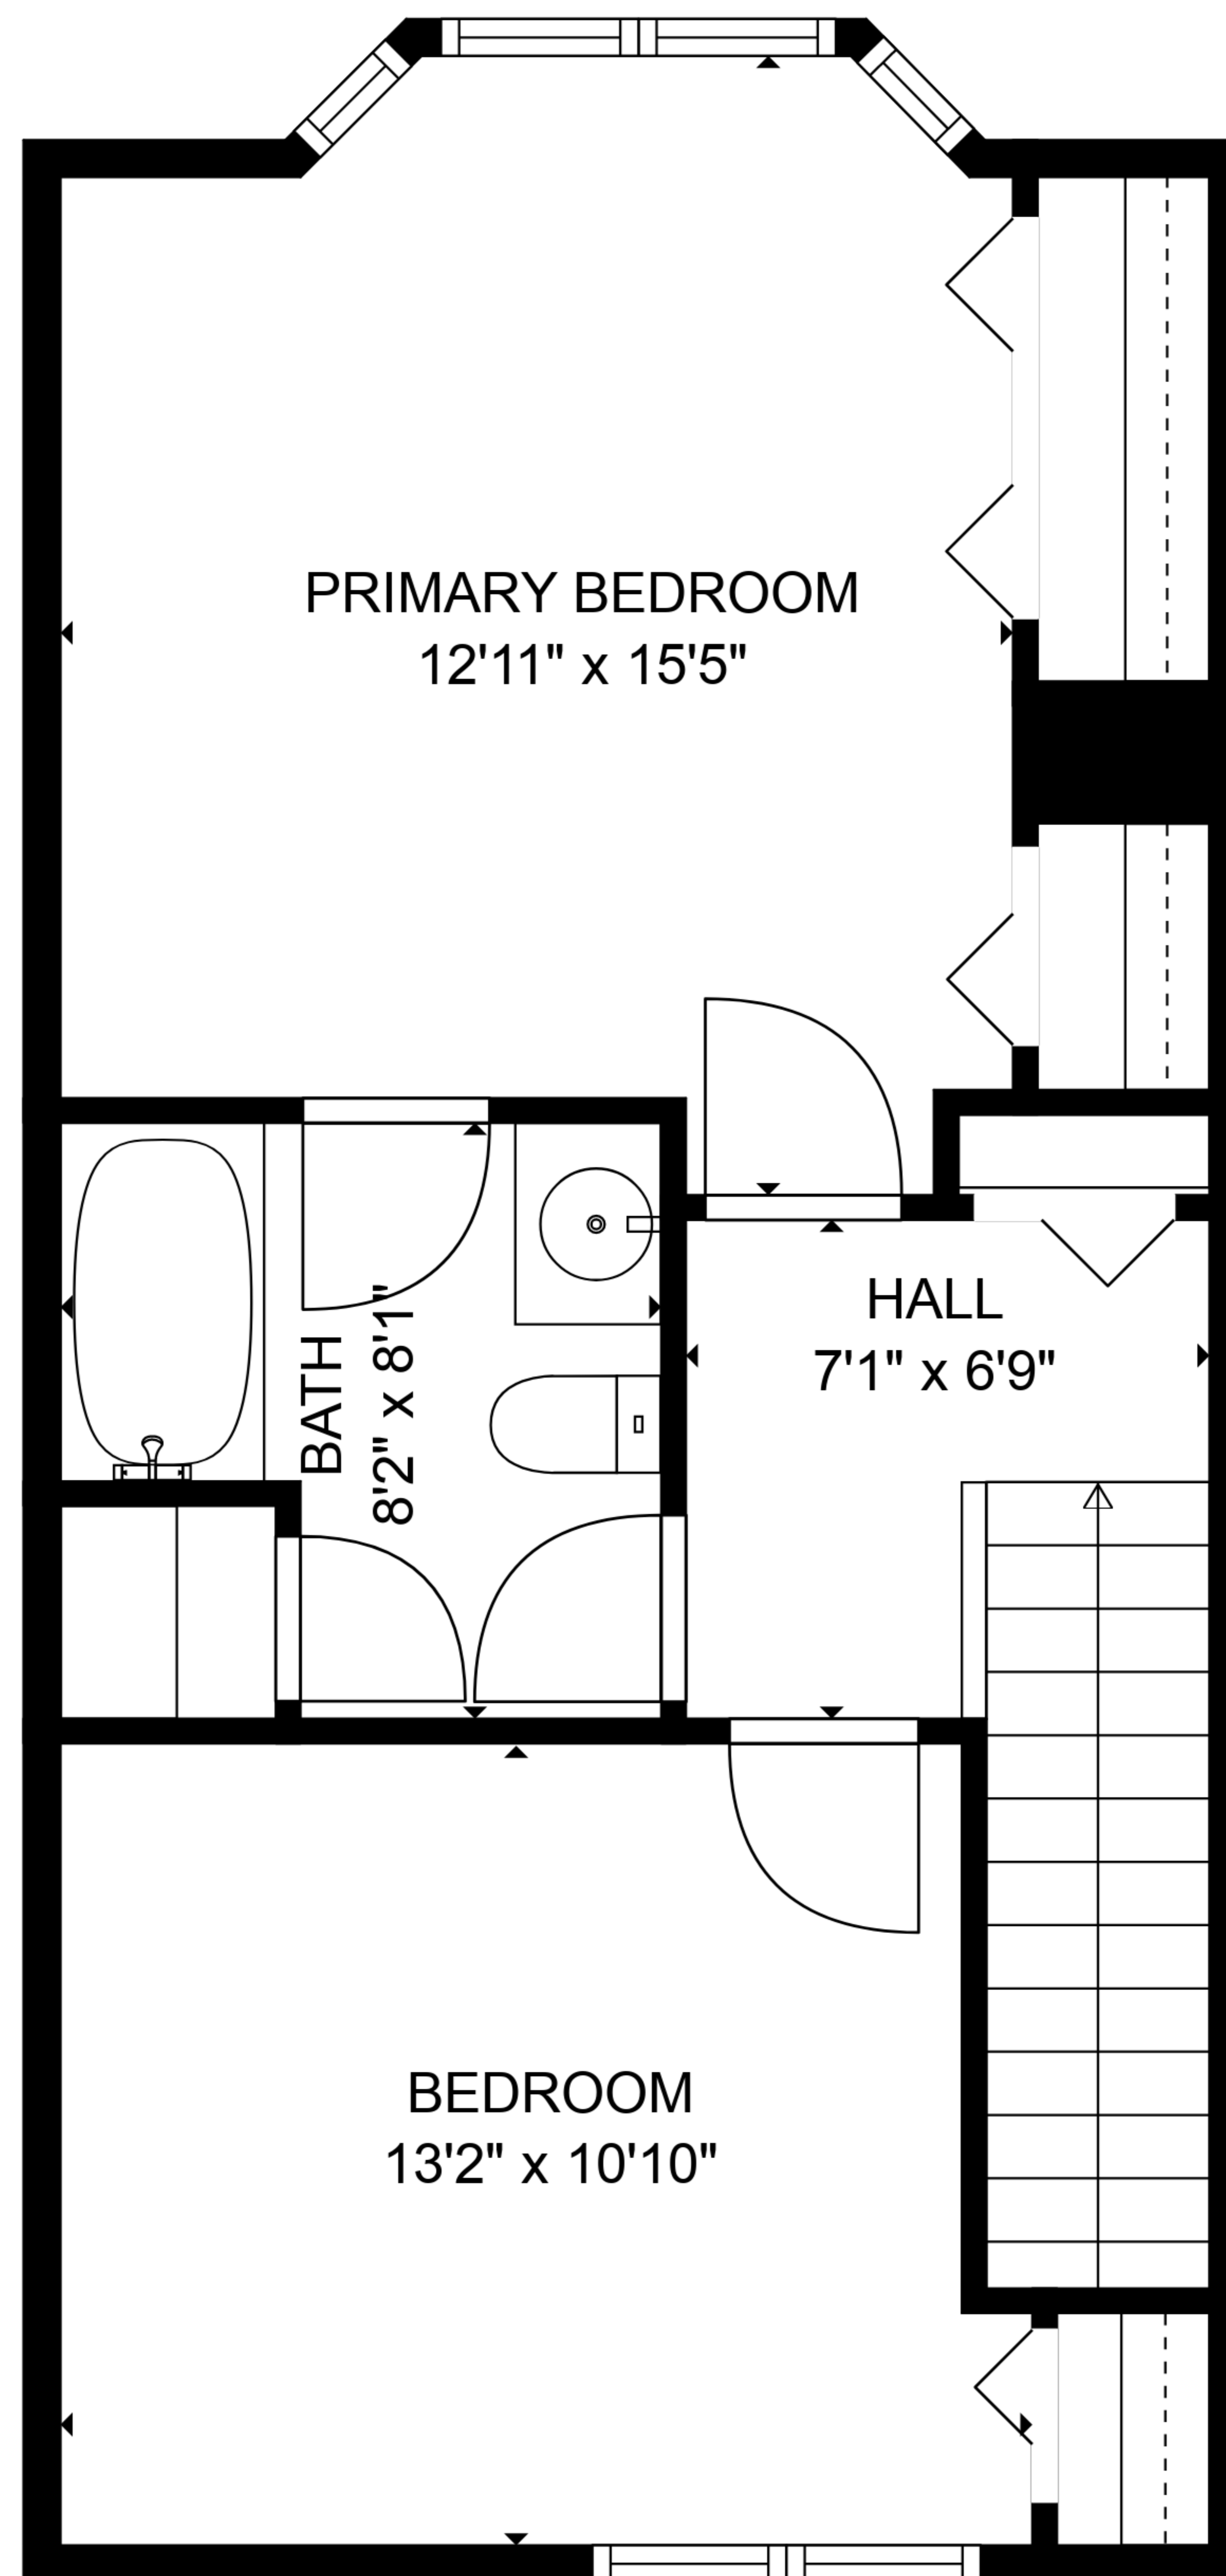 PRIMARY BEDROOM
12'11" x 15'5"
HALL
7'1" x 6'9"
BATH
8'2" x 8'1"
BEDROOM
13'2" x 10'10"